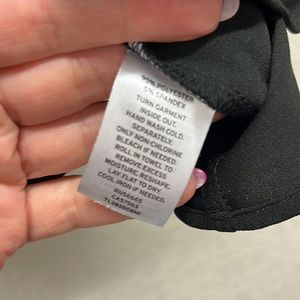 95% POLYESTER
5% SPANDEX
TURN GARMENT
INSIDE OUT.
HAND WASH COLD.
SEPARATELY.
ONLY NON-CHLORINE
BLEACH IF NEEDED.
ROLL IN TOWEL TO
REMOVE EXCESS
MOISTURE. RESHAPE.
LAY FLAT TO DRY.
COOL IRON IF NEEDED.